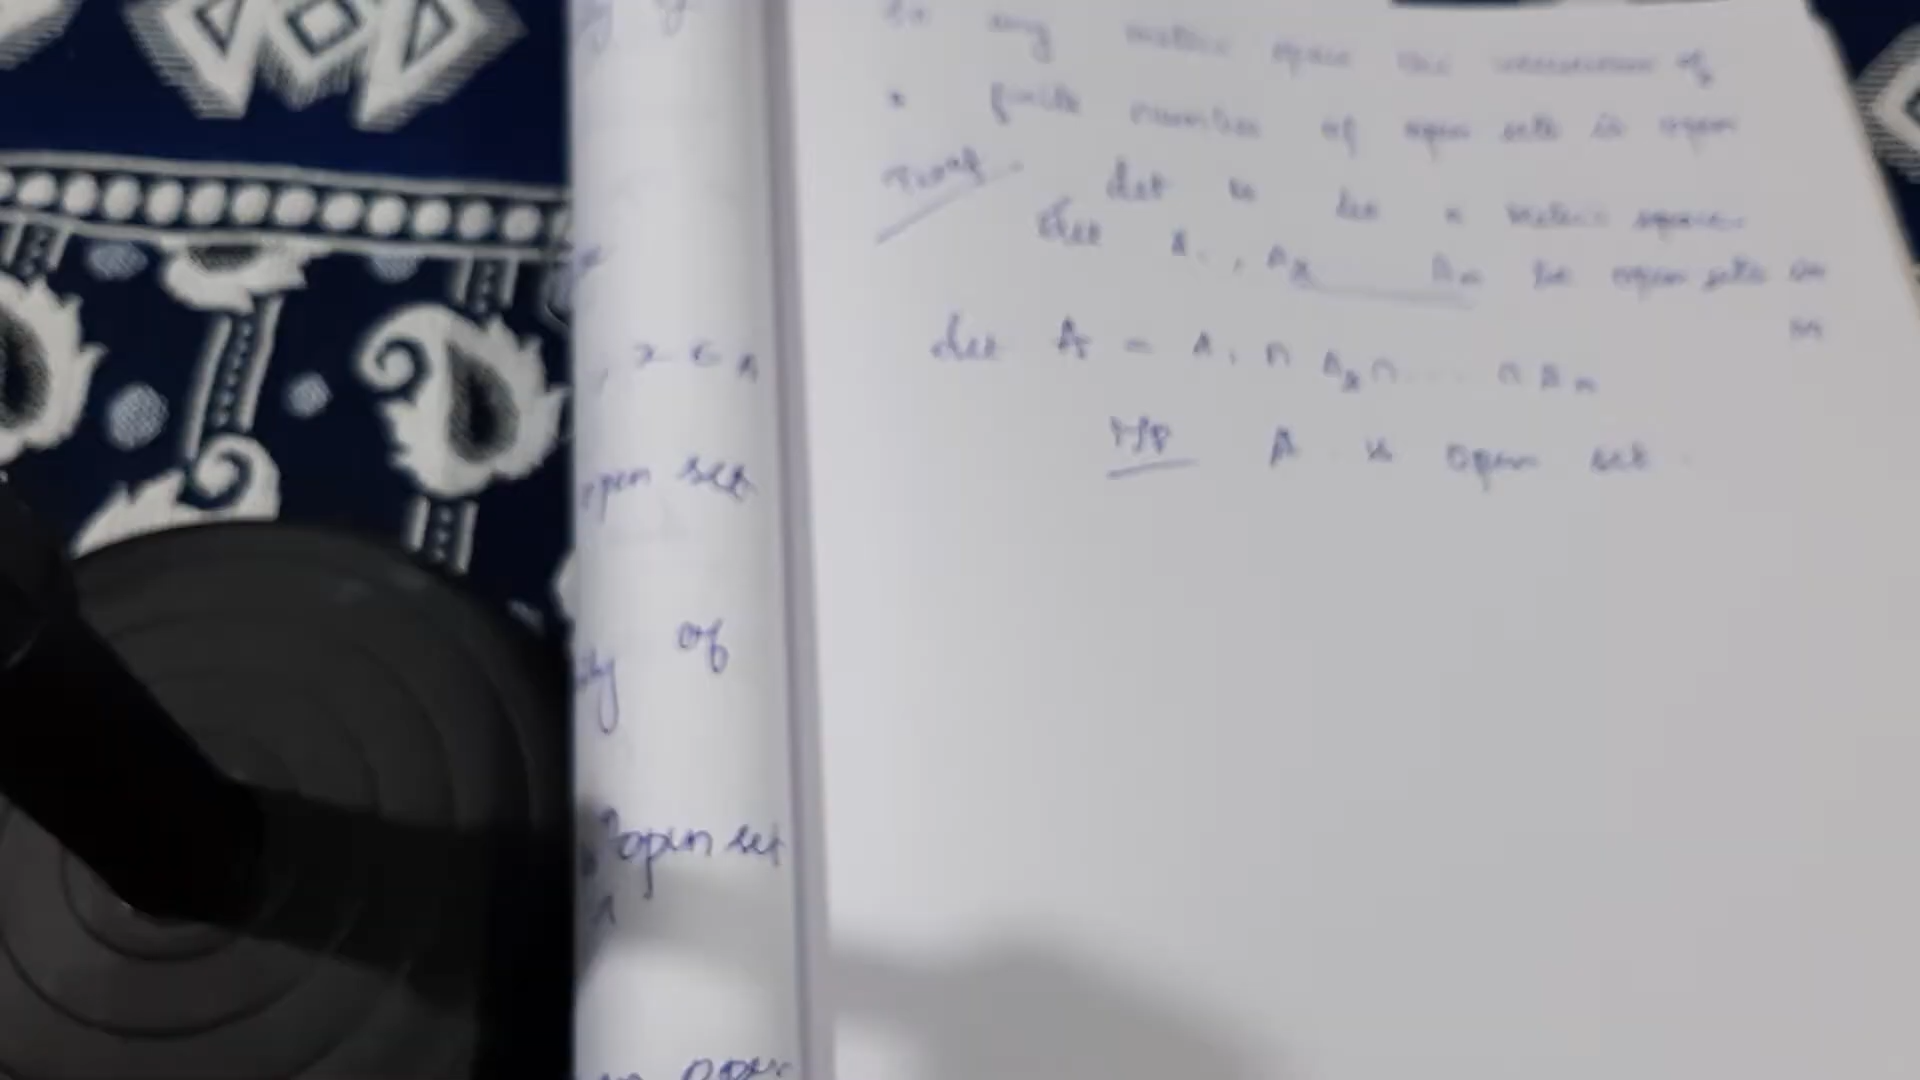 y of
, x ∈ A
open set
of
open set
In any metric space the intersection of
a finite number of open sets is open
Proof.
Let M be a metric space.
Let A₁, A₂ Aₙ be open sets in
M
Let A = A₁ ∩ A₂ ∩ .... ∩ Aₙ
T/P A is open set.